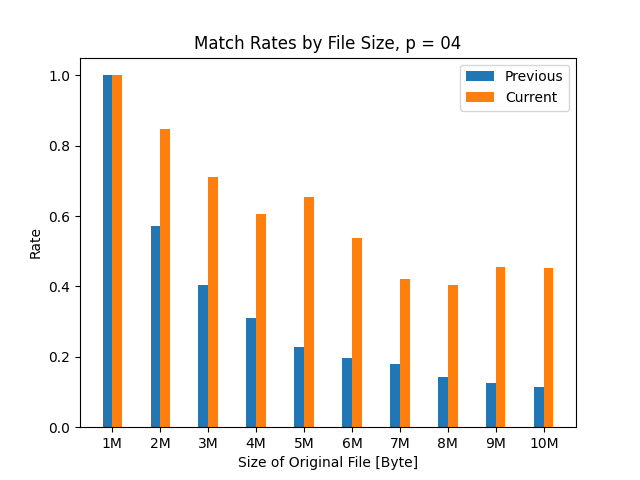 Match Rates by File Size, p = 04
Previous
Current
Rate
1.0
0.8
0.6
0.4
0.2
0.0
1M 2M 3M 4M 5M 6M 7M 8M 9M 10M
Size of Original File [Byte]